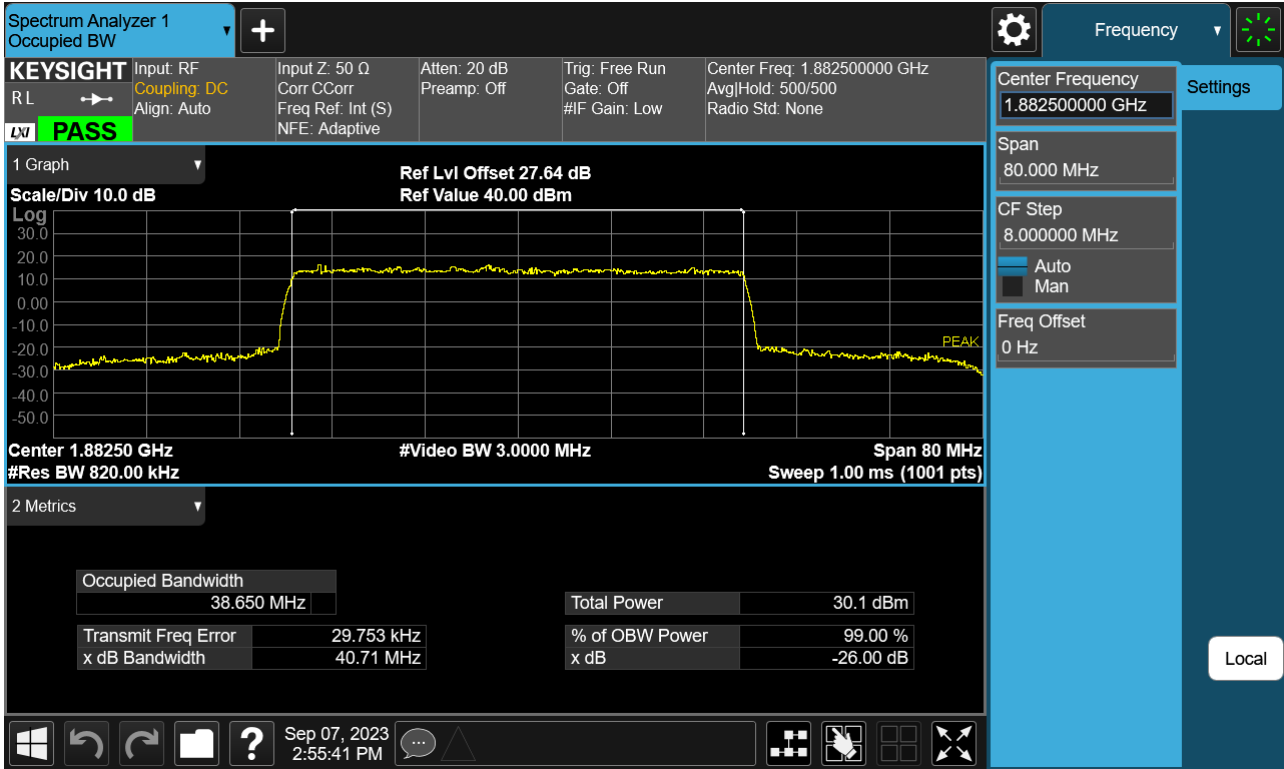 Spectrum Analyzer 1
Occupied BW
Frequency
KEYSIGHT
R L
LXI
PASS
Input: RF
Coupling: DC
Align: Auto
Input Z: 50 Ω
Corr CCorr
Freq Ref: Int (S)
NFE: Adaptive
Atten: 20 dB
Preamp: Off
Trig: Free Run
Gate: Off
#IF Gain: Low
Center Freq: 1.882500000 GHz
Avg|Hold: 500/500
Radio Std: None
1 Graph
Scale/Div 10.0 dB
Ref Lvl Offset 27.64 dB
Ref Value 40.00 dBm
Log
30.0
20.0
10.0
0.00
-10.0
-20.0
-30.0
-40.0
-50.0
PEAK
Center 1.88250 GHz
#Video BW 3.0000 MHz
Span 80 MHz
#Res BW 820.00 kHz
Sweep 1.00 ms (1001 pts)
2 Metrics
Occupied Bandwidth
38.650 MHz
Total Power 30.1 dBm
Transmit Freq Error 29.753 kHz
% of OBW Power 99.00 %
x dB Bandwidth 40.71 MHz
x dB -26.00 dB
Center Frequency
1.882500000 GHz
Span
80.000 MHz
CF Step
8.000000 MHz
Auto
Man
Freq Offset
0 Hz
Settings
Local
?
Sep 07, 2023
2:55:41 PM